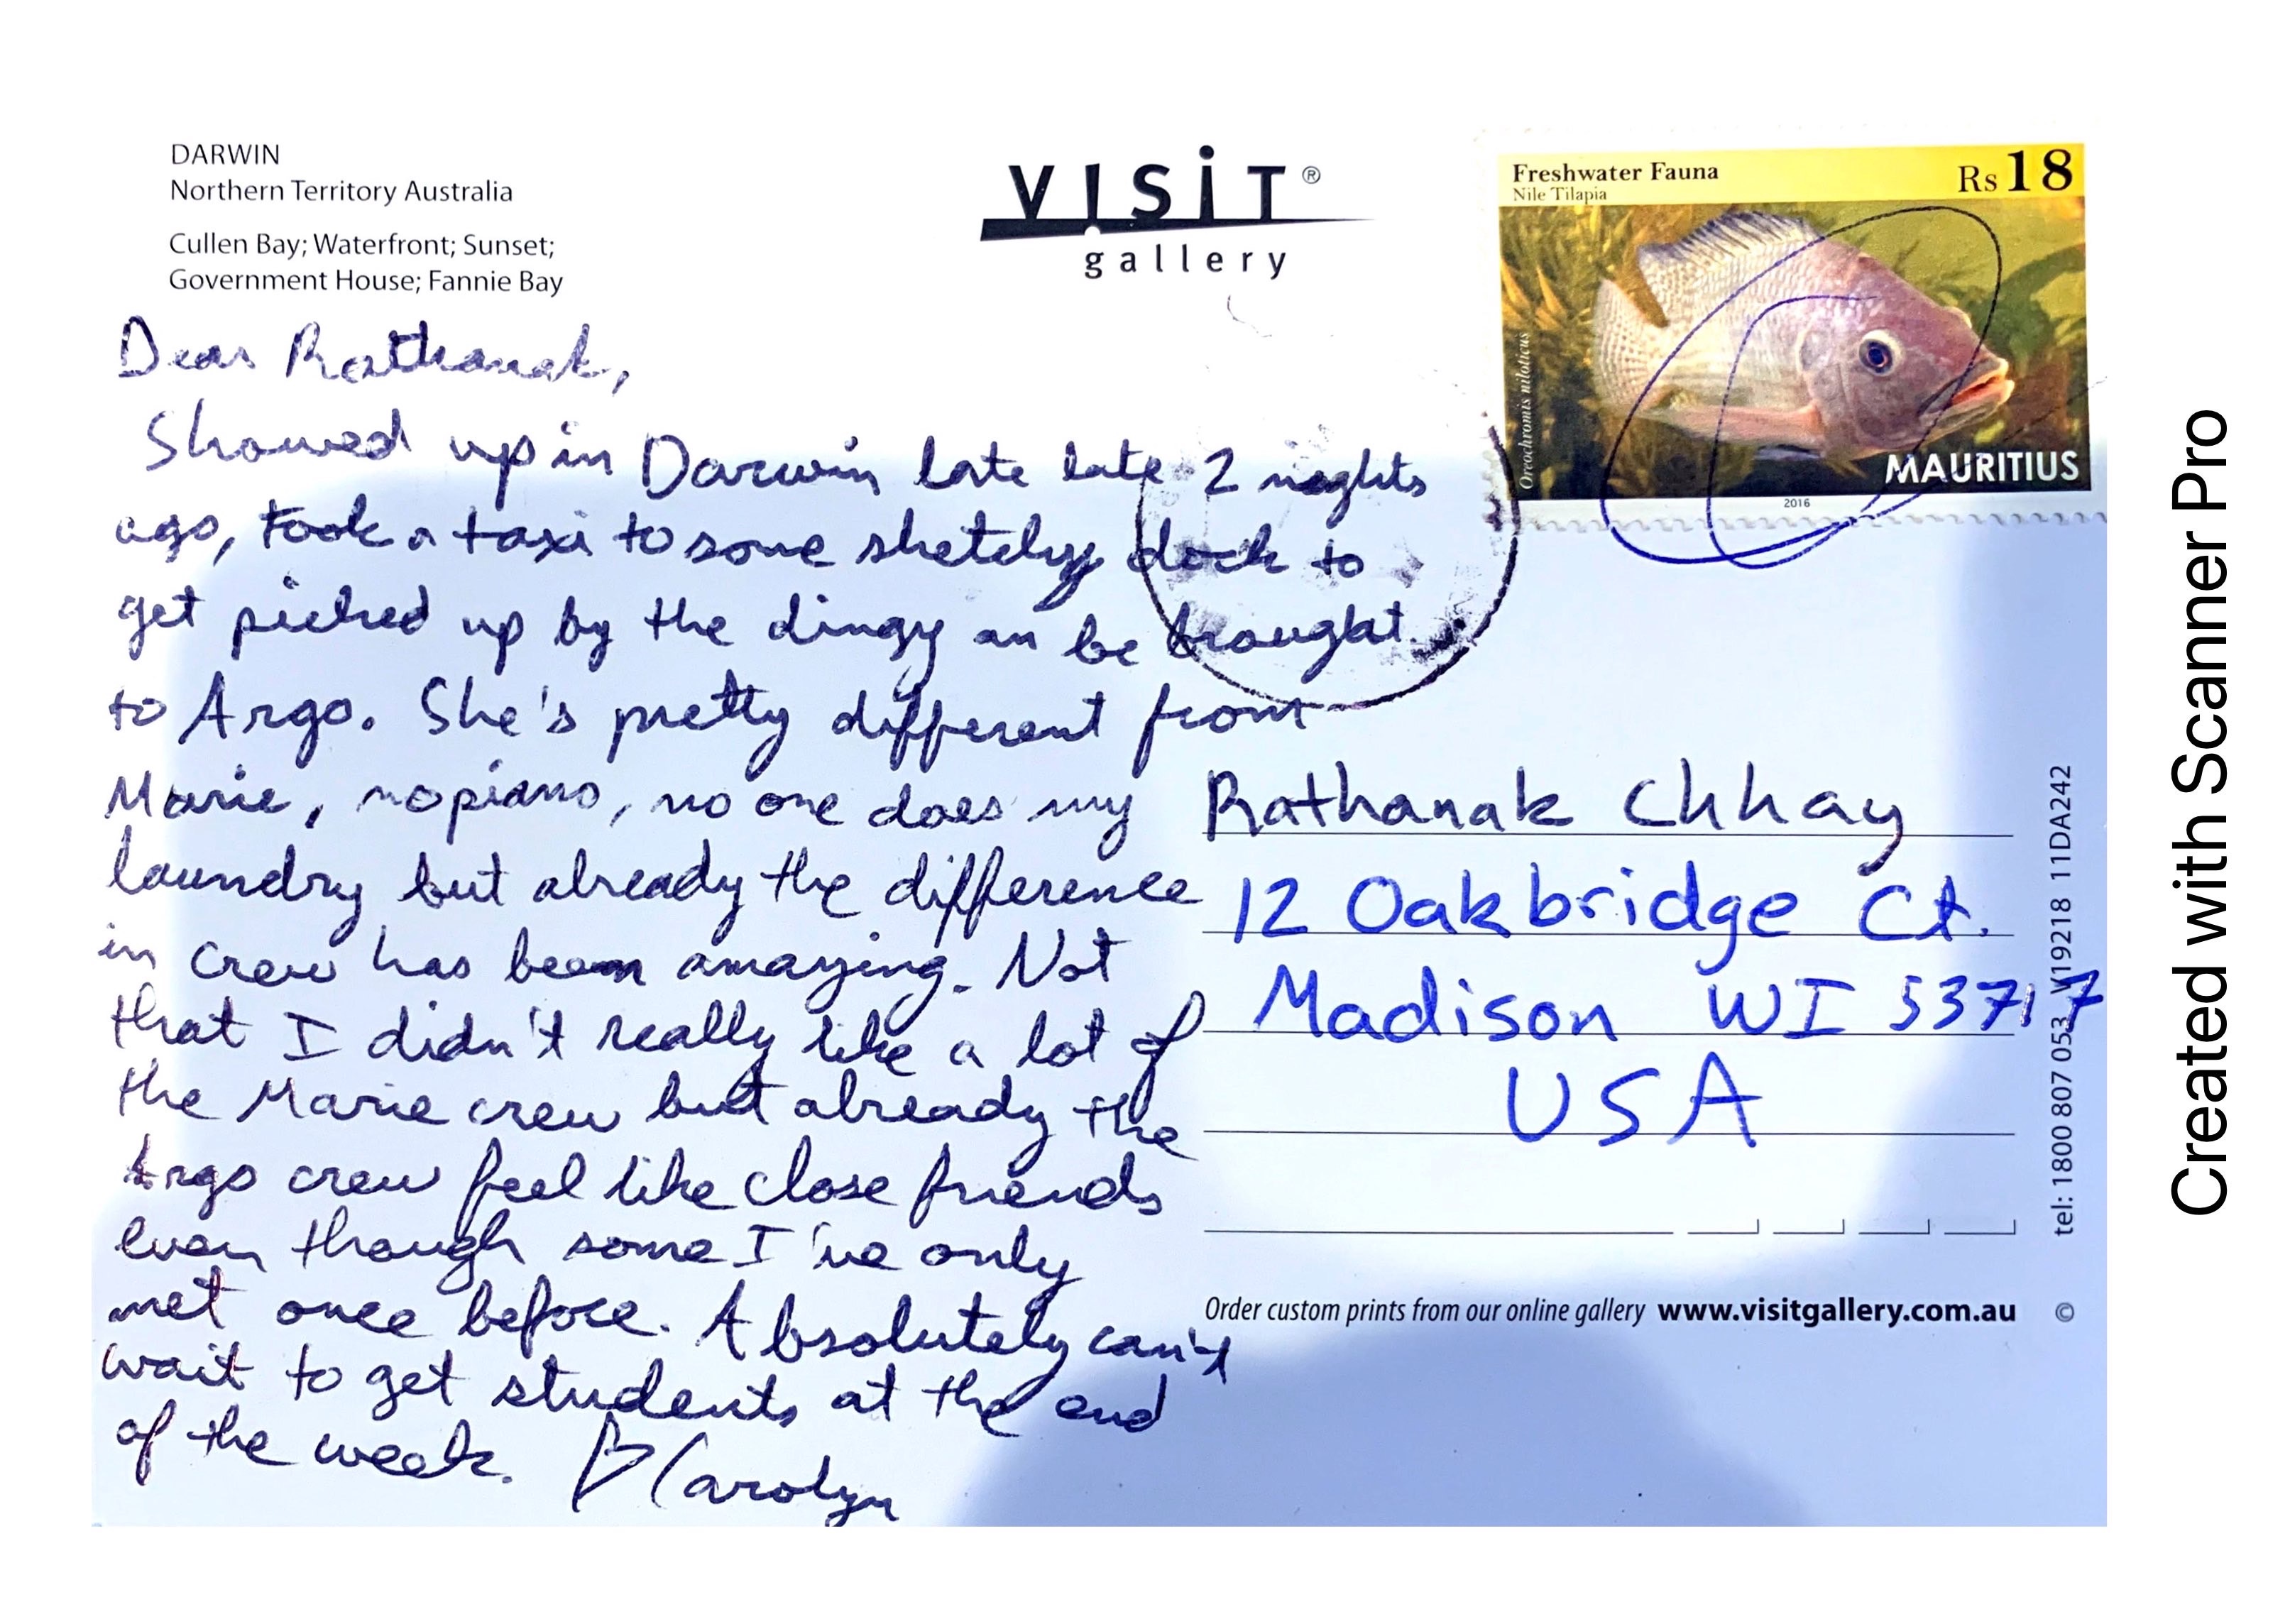 DARWIN
Northern Territory Australia
Cullen Bay; Waterfront; Sunset;
Government House; Fannie Bay
VISIT®
gallery
Freshwater Fauna
Nile Tilapia
Rs 18
Oreochromis niloticus
MAURITIUS
2016
Dear Rathanak,
Showed up in Darwin late late 2 nights
ago, took a taxi to some sketchy dock to
get picked up by the dingy an be brought
to Argo. She's pretty different from
Marie, no piano, no one does my
laundry but already the difference
in crew has been amazing. Not
that I didn't really like a lot of
the Marie crew but already the
Argo crew feel like close friends
even though some I've only
met once before. Absolutely can't
wait to get students at the end
of the week. Carolyn
Rathanak Chhay
12 Oakbridge Ct.
Madison WI 53717
USA
Order custom prints from our online gallery www.visitgallery.com.au ©
tel: 1800 807 053 V19218 11DA242
Created with Scanner Pro